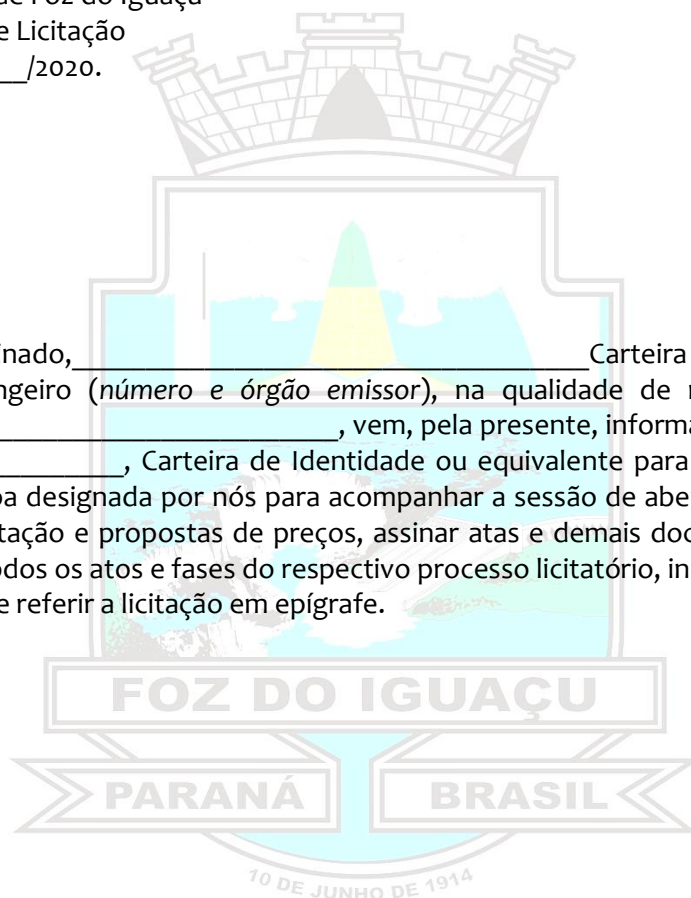 de Foz do Iguaçu
e Licitação
__/2020.
inado,___________________________________Carteira
ngeiro (número e órgão emissor), na qualidade de r
_______________________, vem, pela presente, informa
_________, Carteira de Identidade ou equivalente para
oa designada por nós para acompanhar a sessão de abe
tação e propostas de preços, assinar atas e demais doc
odos os atos e fases do respectivo processo licitatório, in
e referir a licitação em epígrafe.
FOZ DO IGUAÇU
PARANÁ BRASIL
10 DE JUNHO DE 1914